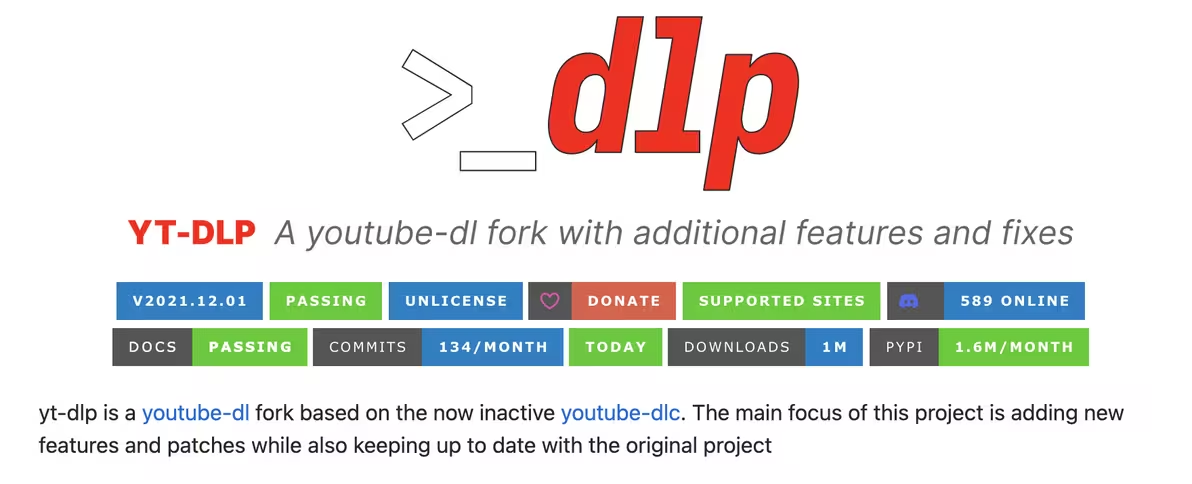 >_dlp
YT-DLP A youtube-dl fork with additional features and fixes
V2021.12.01 PASSING UNLICENSE DONATE SUPPORTED SITES 589 ONLINE
DOCS PASSING COMMITS 134/MONTH TODAY DOWNLOADS 1M PYPI 1.6M/MONTH
yt-dlp is a youtube-dl fork based on the now inactive youtube-dlc. The main focus of this project is adding new
features and patches while also keeping up to date with the original project